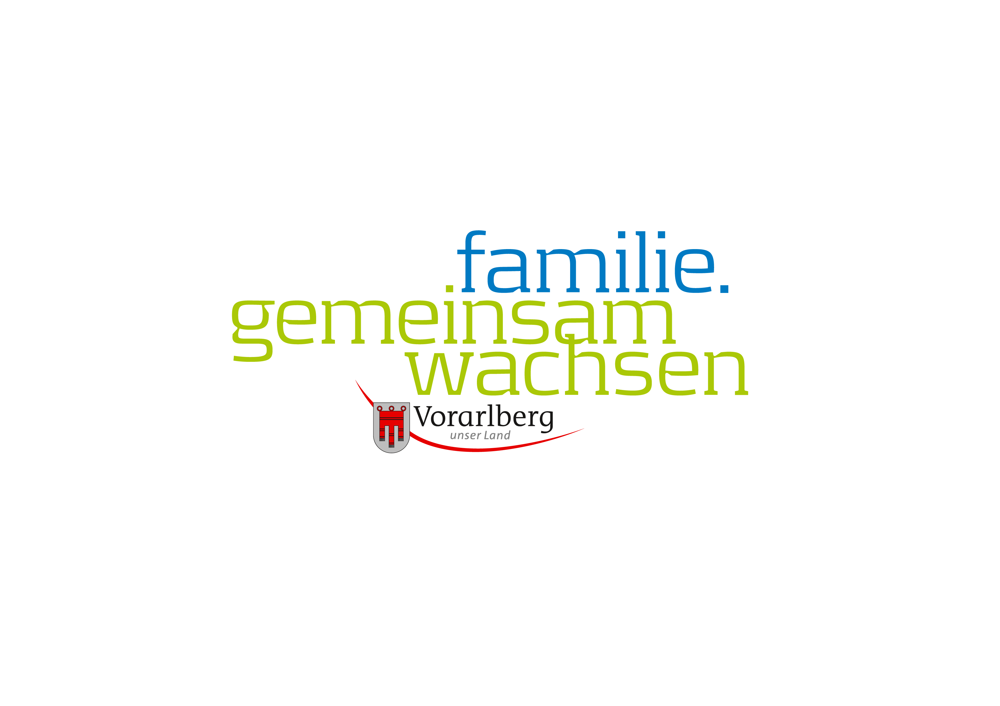 familie.
gemeinsam
wachsen
Vorarlberg
unser Land